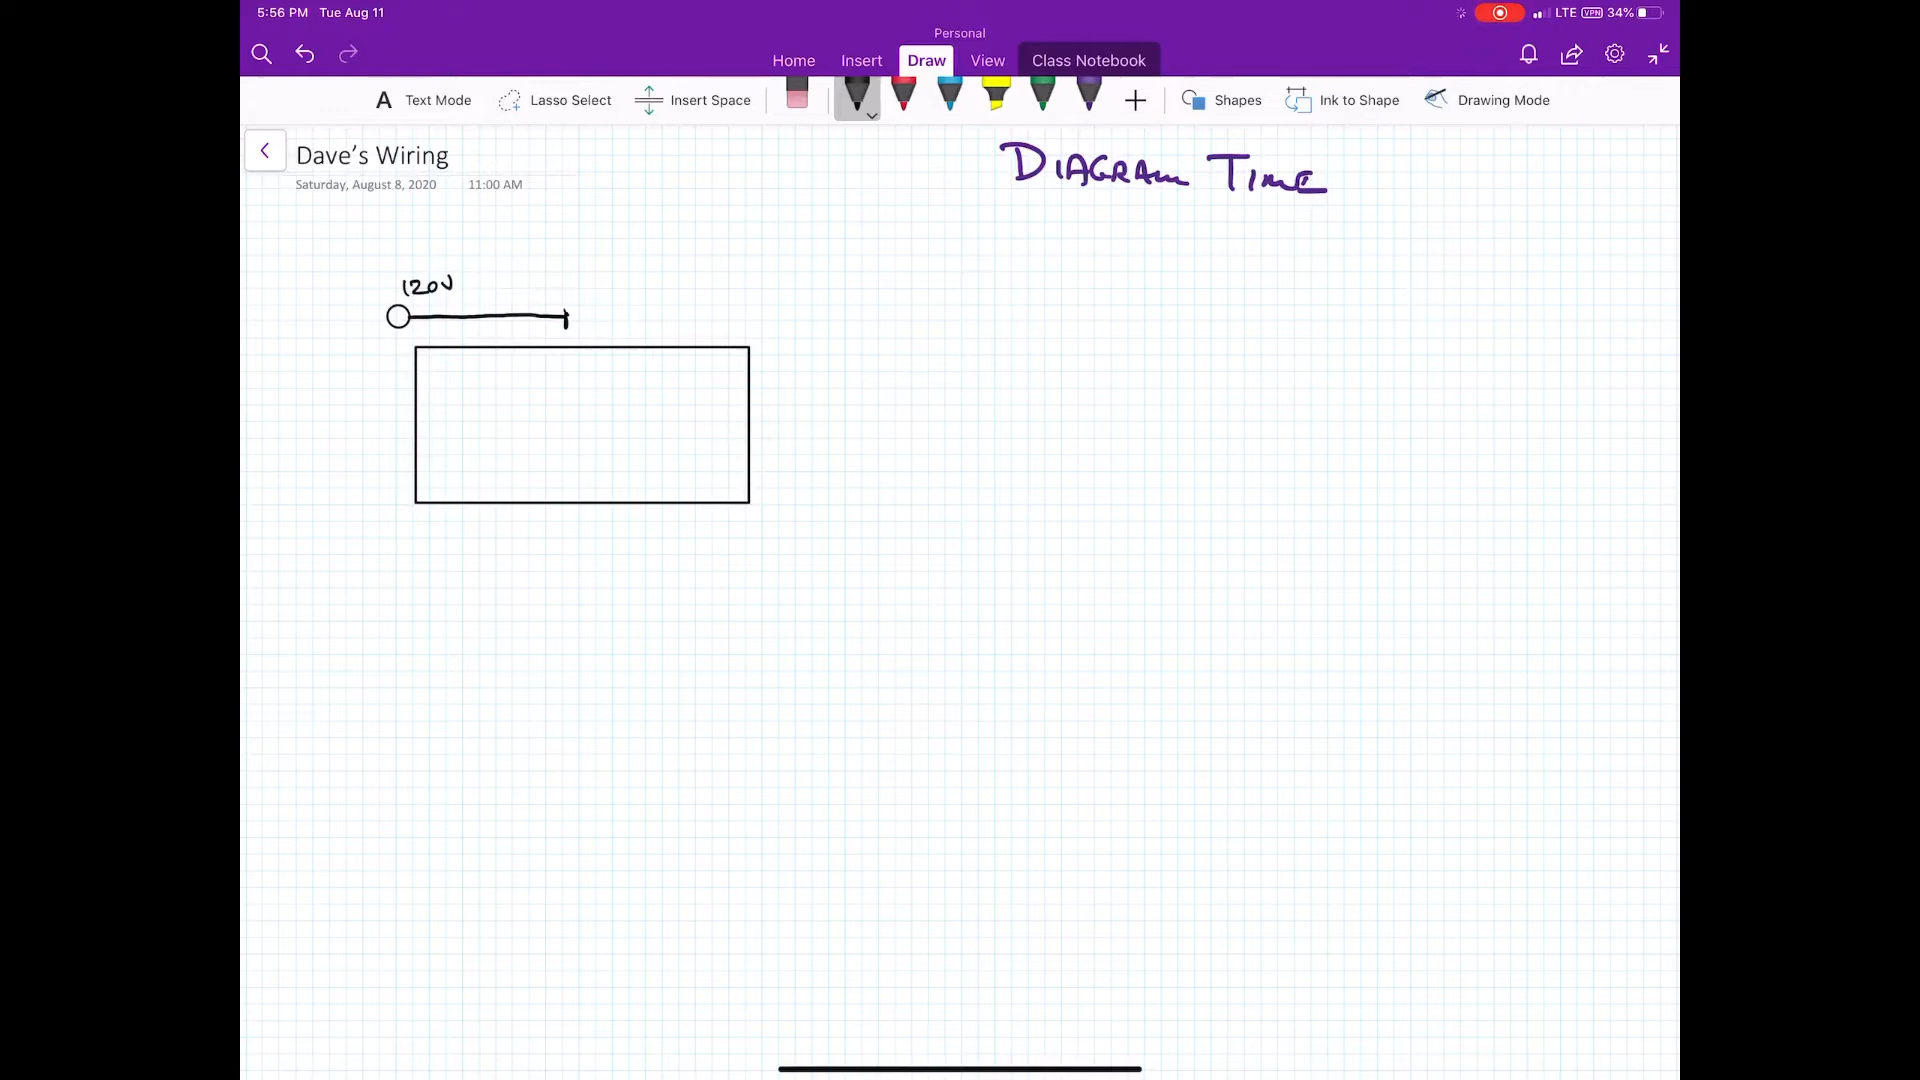 5:56 PM Tue Aug 11
LTE VPN 34%
Personal
Home Insert Draw View Class Notebook
A Text Mode Lasso Select Insert Space Shapes Ink to Shape Drawing Mode
Dave's Wiring
Saturday, August 8, 2020 11:00 AM
DIAGRAM TIME
120V